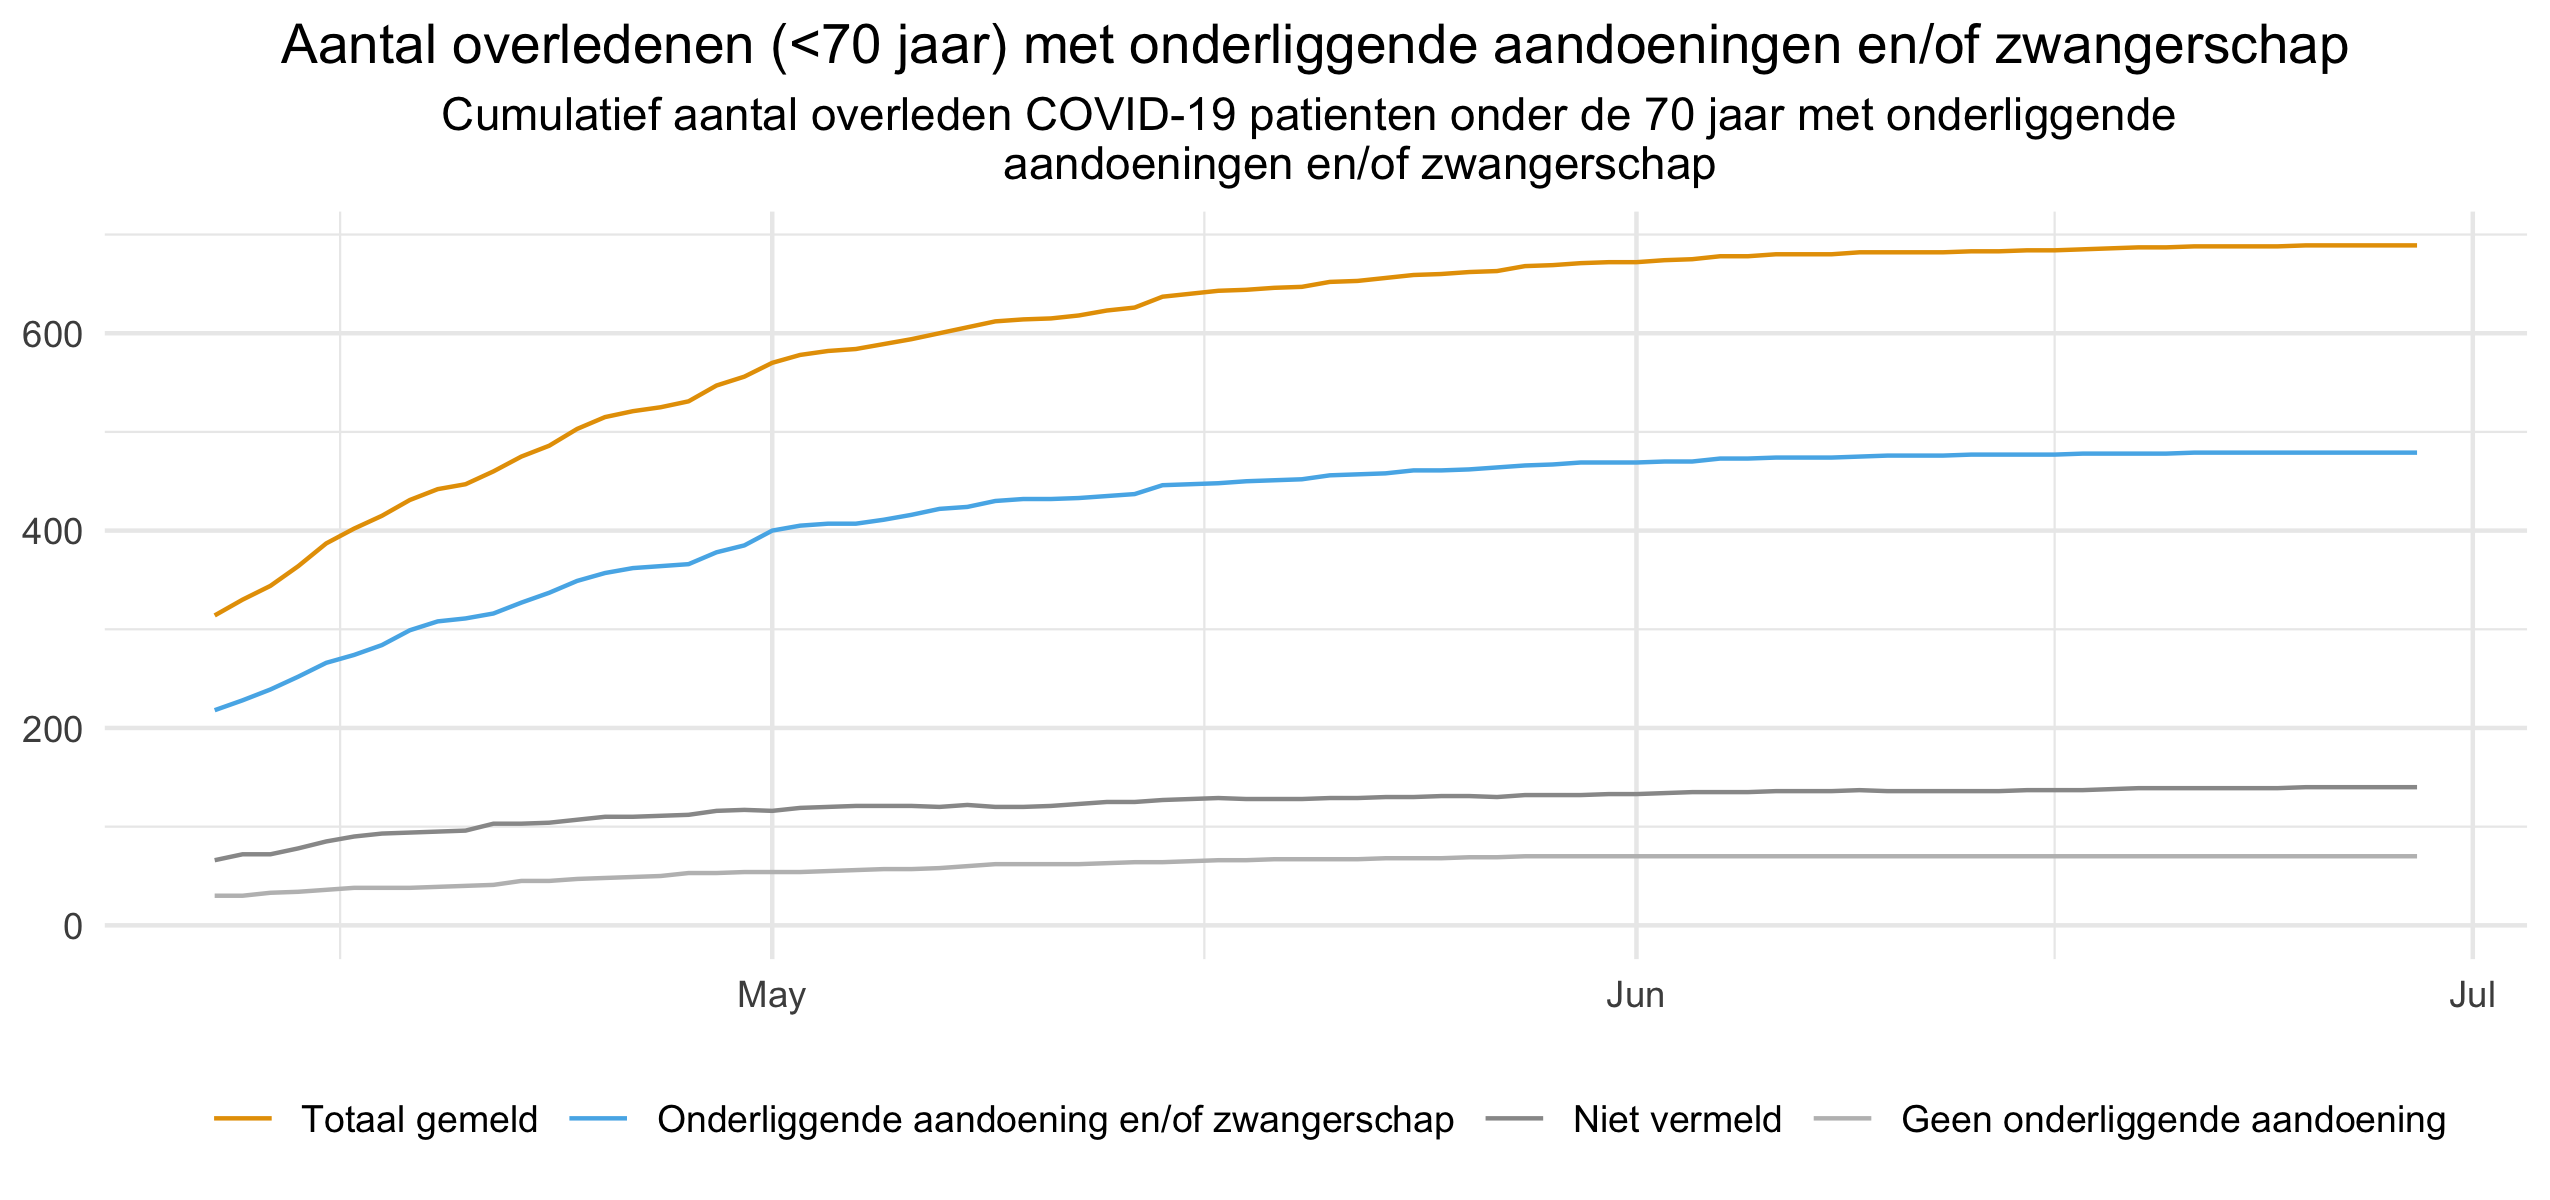 Aantal overledenen (<70 jaar) met onderliggende aandoeningen en/of zwangerschap
Cumulatief aantal overleden COVID-19 patienten onder de 70 jaar met onderliggende
aandoeningen en/of zwangerschap
600
400
200
0
May Jun Jul
Totaal gemeld Onderliggende aandoening en/of zwangerschap Niet vermeld Geen onderliggende aandoening